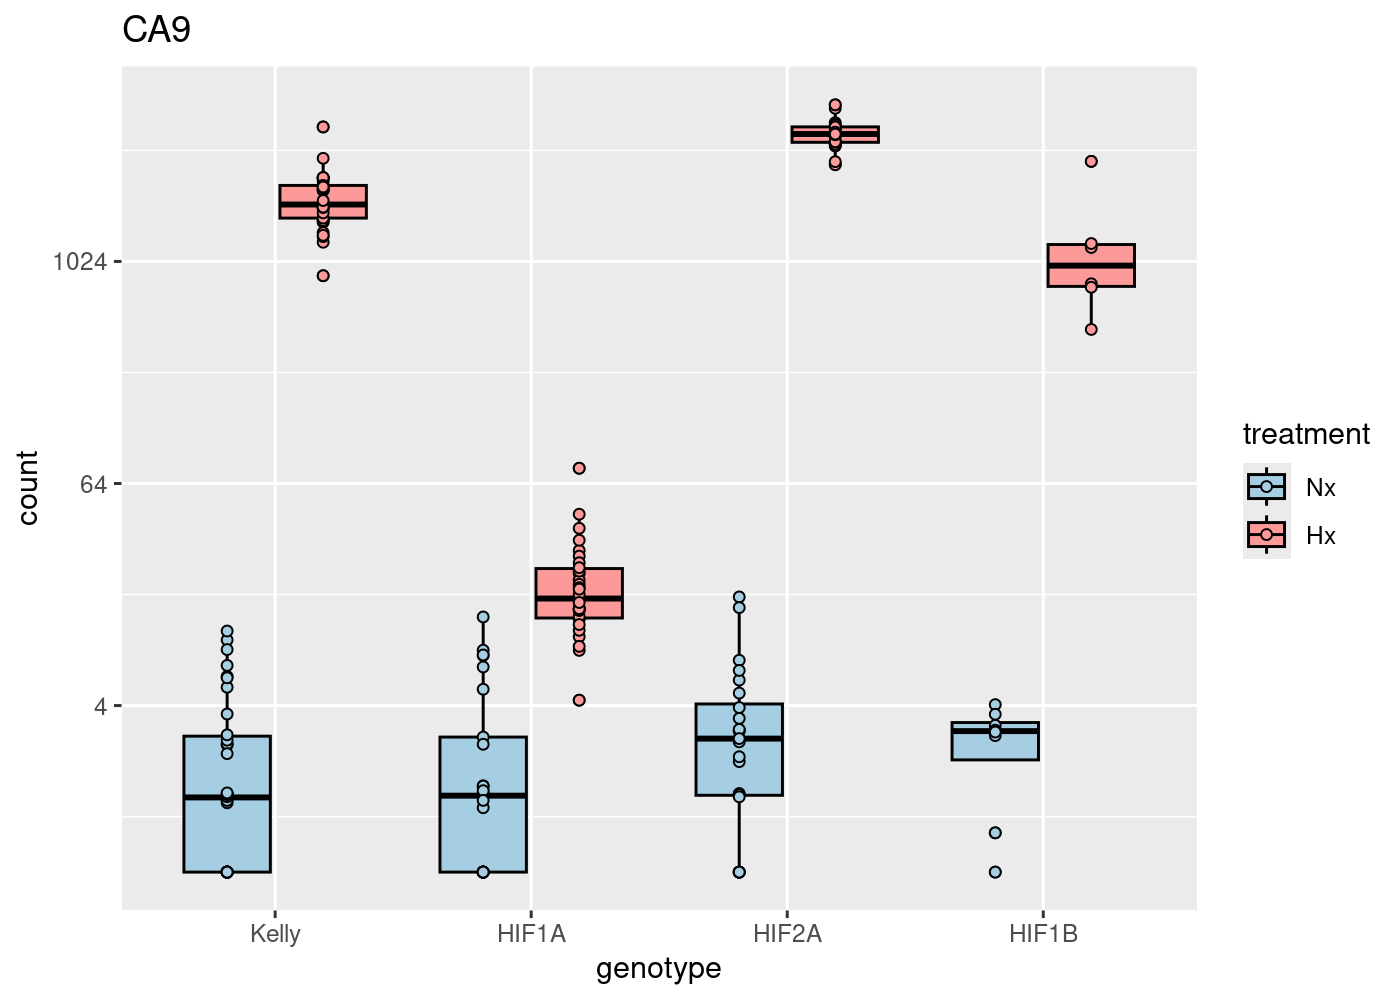 CA9
count
1024
64
4
Kelly
HIF1A
HIF2A
HIF1B
genotype
treatment
Nx
Hx